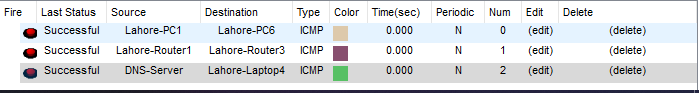 Fire Last Status Source Destination Type Color Time(sec) Periodic Num Edit Delete
Successful Lahore-PC1 Lahore-PC6 ICMP 0.000 N 0 (edit) (delete)
Successful Lahore-Router1 Lahore-Router3 ICMP 0.000 N 1 (edit) (delete)
Successful DNS-Server Lahore-Laptop4 ICMP 0.000 N 2 (edit) (delete)